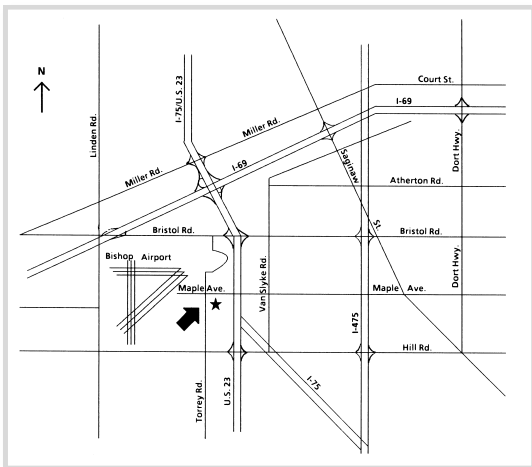 Court St.
I-69
N
I-75/U.S. 23
Miller Rd.
Linden Rd.
Dort Hwy.
I-69
Saginaw
Miller Rd.
Atherton Rd.
St.
Bristol Rd.
Bristol Rd.
Bishop Airport
Van Slyke Rd.
Dort Hwy.
Maple Ave.
Maple Ave.
I-475
Hill Rd.
I-75
U.S. 23
Torrey Rd.